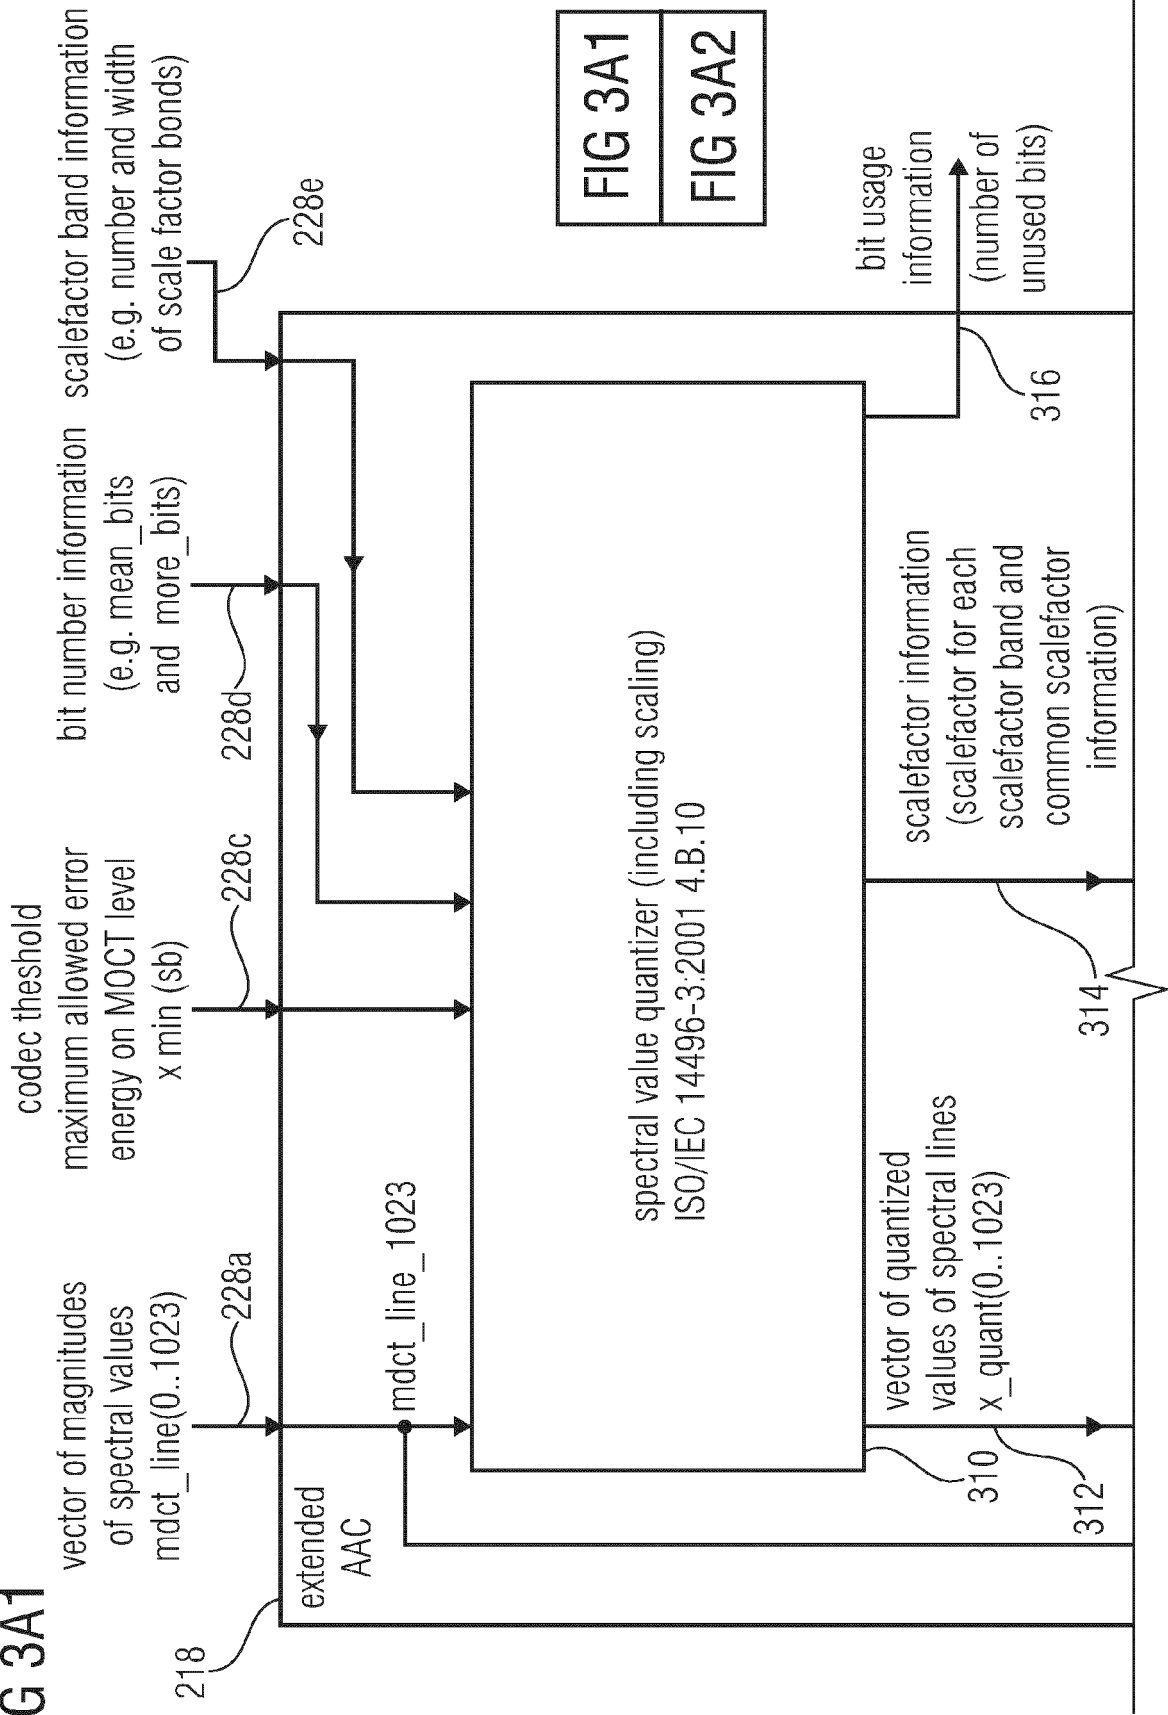 G 3A1
vector of magnitudes
of spectral values
mdct_line(0..1023)
228a
codec theshold
maximum allowed error
energy on MOCT level
x min (sb)
228c
bit number information
(e.g. mean_bits
and more_bits)
228d
scalefactor band information
(e.g. number and width
of scale factor bonds)
228e
218
extended
AAC
mdct_line_1023
spectral value quantizer (including scaling)
ISO/IEC 14496-3:2001 4.B.10
310
vector of quantized
values of spectral lines
x_quant(0..1023)
312
scalefactor information
(scalefactor for each
scalefactor band and
common scalefactor
information)
314
316
bit usage
information
(number of
unused bits)
FIG 3A1
FIG 3A2